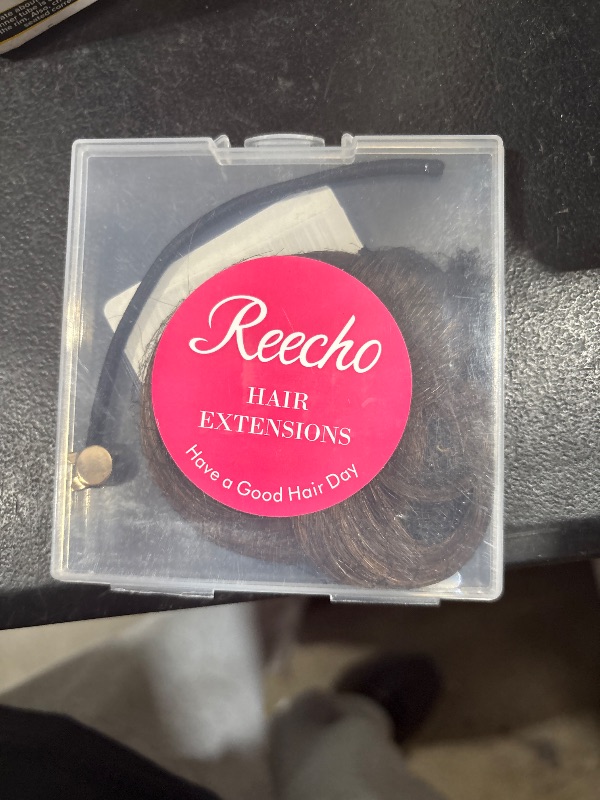 Reecho
HAIR
EXTENSIONS
Have a Good Hair Day